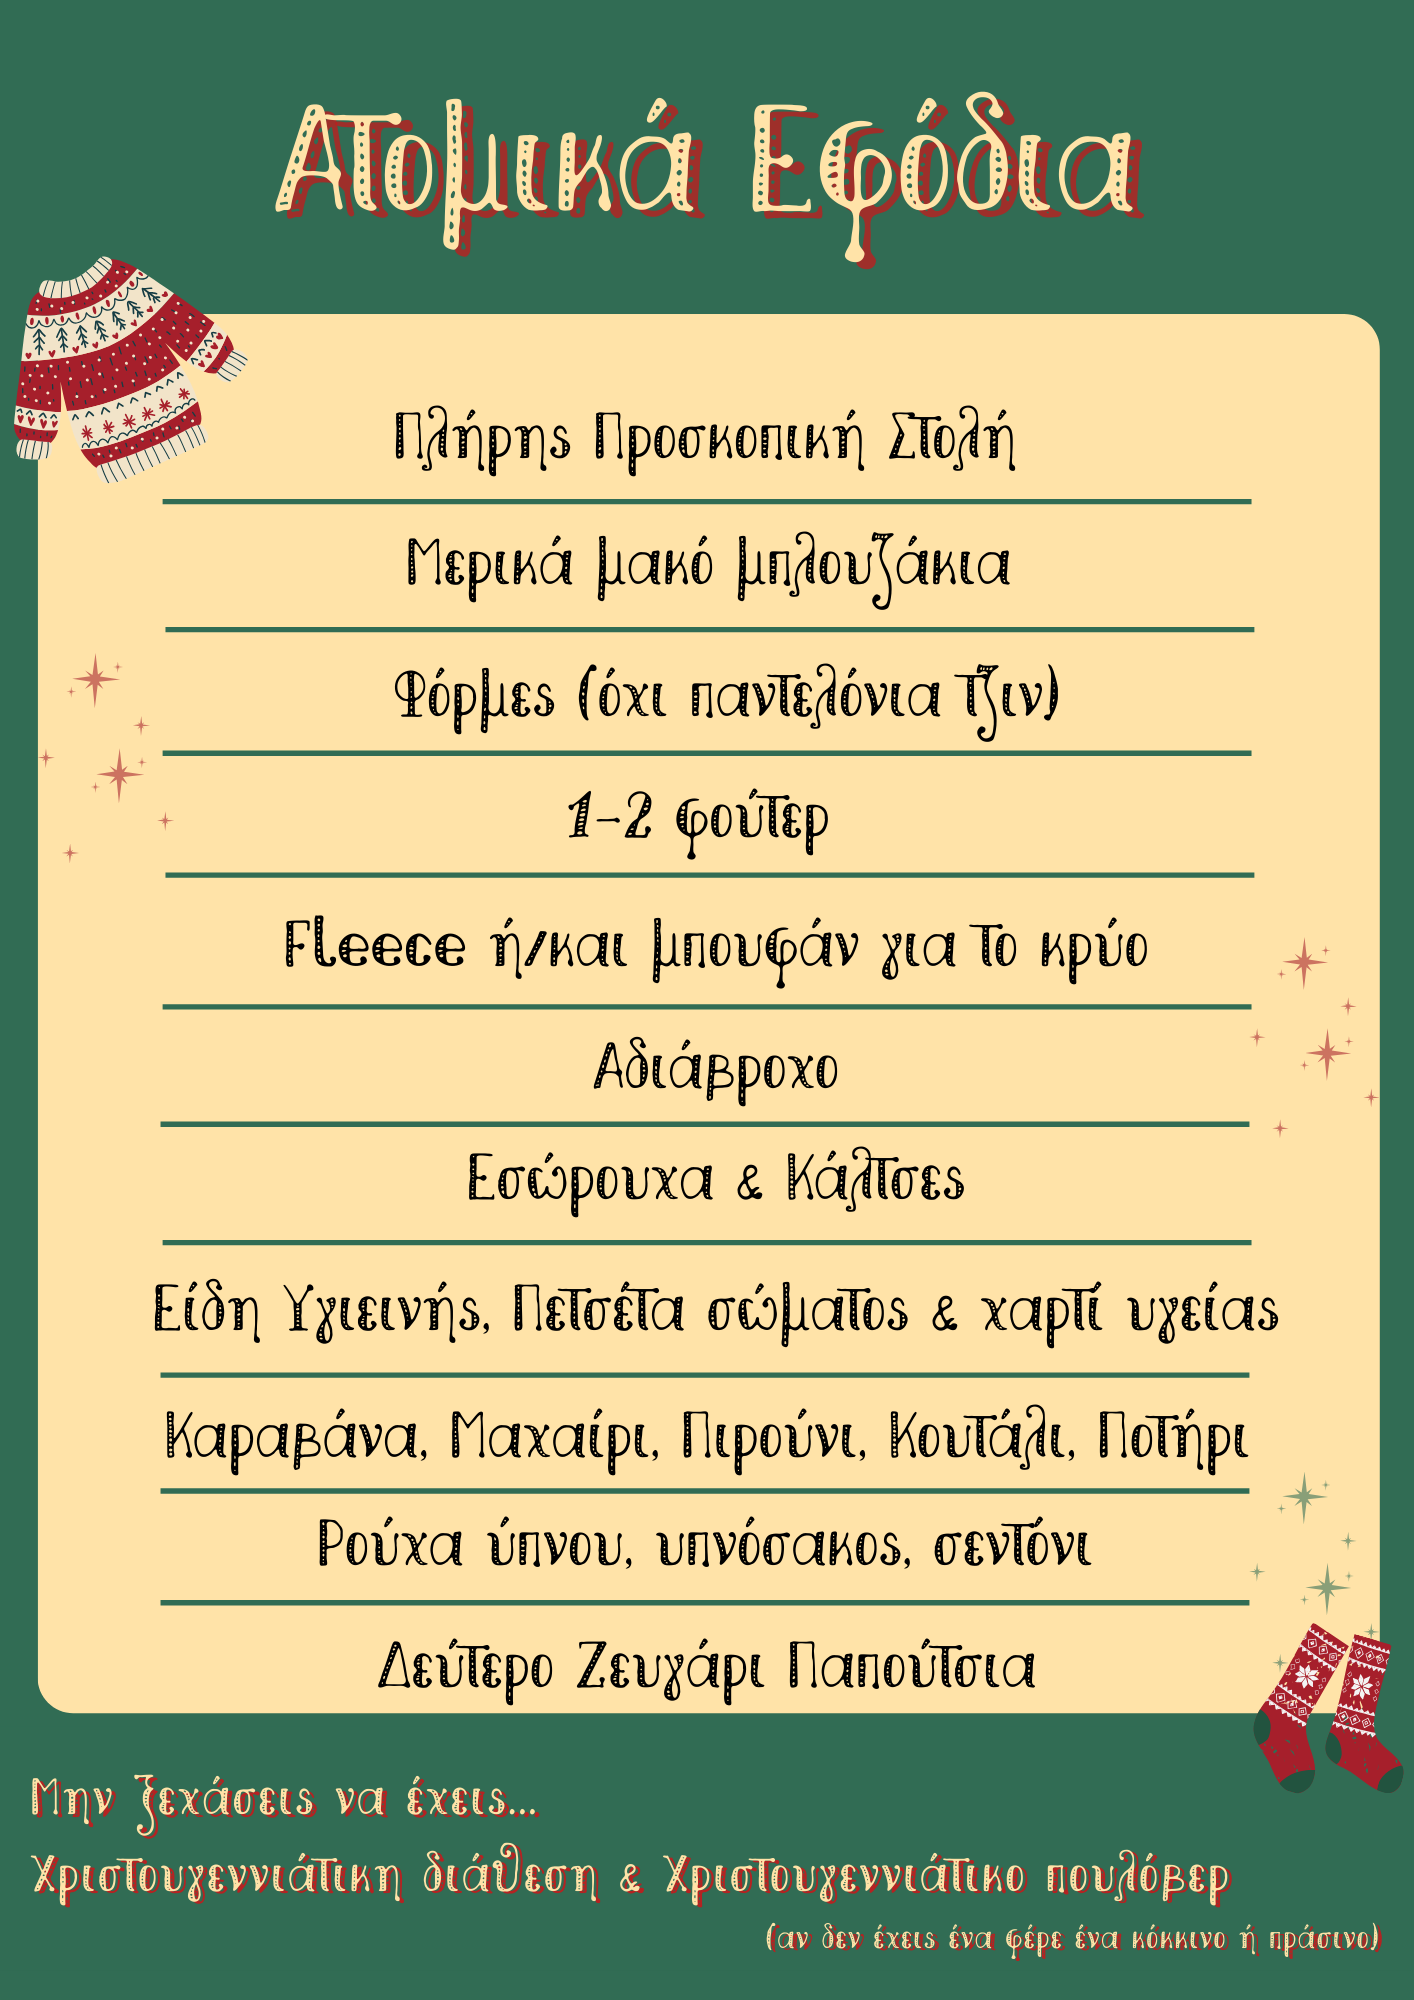 Ατομικά Εφόδια
Πλήρης Προσκοπική Στολή
Μερικά μακό μπλουζάκια
Φόρμες (όχι παντελόνια τζιν)
1-2 φούτερ
Fleece ή/και μπουφάν για το κρύο
Αδιάβροχο
Εσώρουχα & Κάλτσες
Είδη Υγιεινής, Πετσέτα σώματος & χαρτί υγείας
Καραβάνα, Μαχαίρι, Πιρούνι, Κουτάλι, Ποτήρι
Ρούχα ύπνου, υπνόσακος, σεντόνι
Δεύτερο Ζευγάρι Παπούτσια
Μην ξεχάσεις να έχεις...
Χριστουγεννιάτικη διάθεση & Χριστουγεννιάτικο πουλόβερ
(αν δεν έχεις ένα φέρε ένα κόκκινο ή πράσινο)